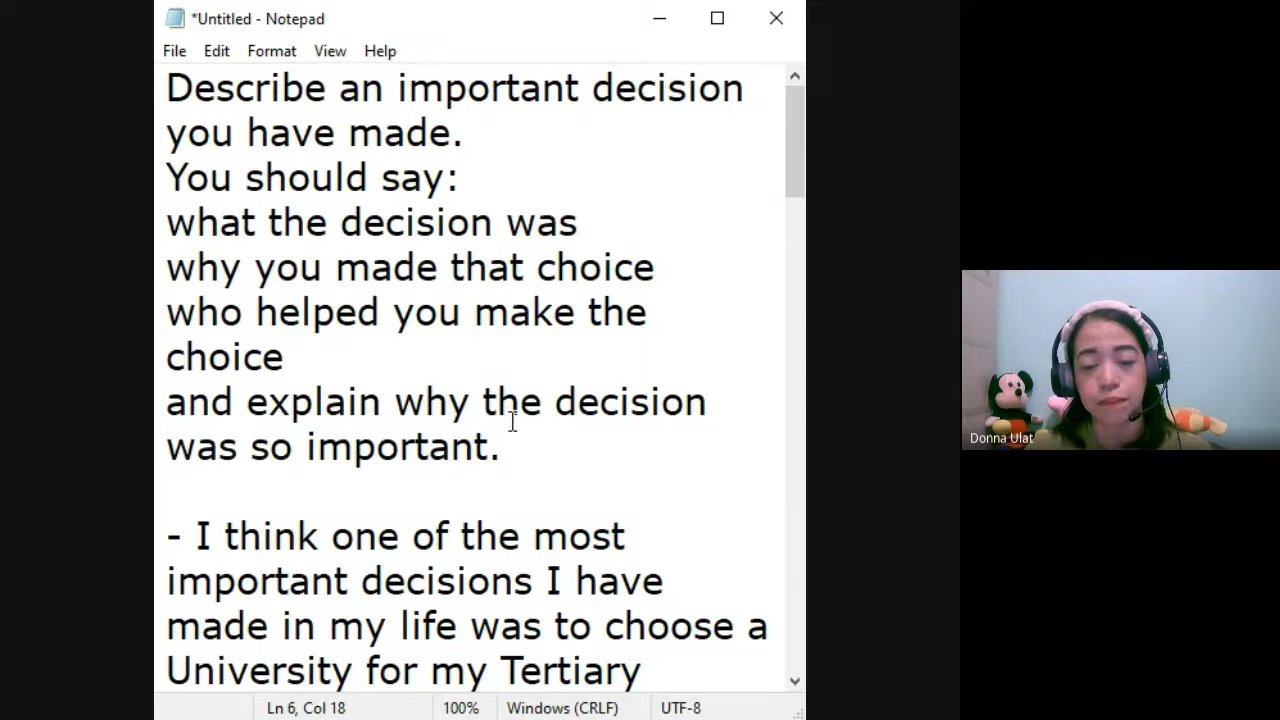 *Untitled - Notepad
File Edit Format View Help
Describe an important decision
you have made.
You should say:
what the decision was
why you made that choice
who helped you make the
choice
and explain why the decision
was so important.
- I think one of the most
important decisions I have
made in my life was to choose a
University for my Tertiary
Ln 6, Col 18 100% Windows (CRLF) UTF-8
Donna Ulat